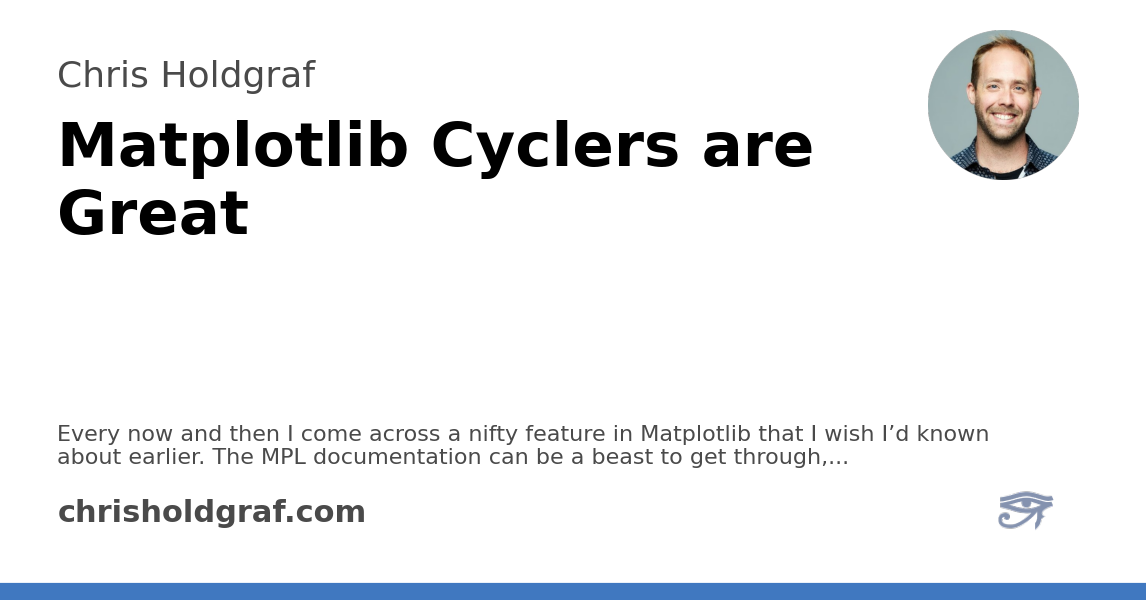 Chris Holdgraf
Matplotlib Cyclers are
Great
Every now and then I come across a nifty feature in Matplotlib that I wish I’d known
about earlier. The MPL documentation can be a beast to get through,...
chrisholdgraf.com